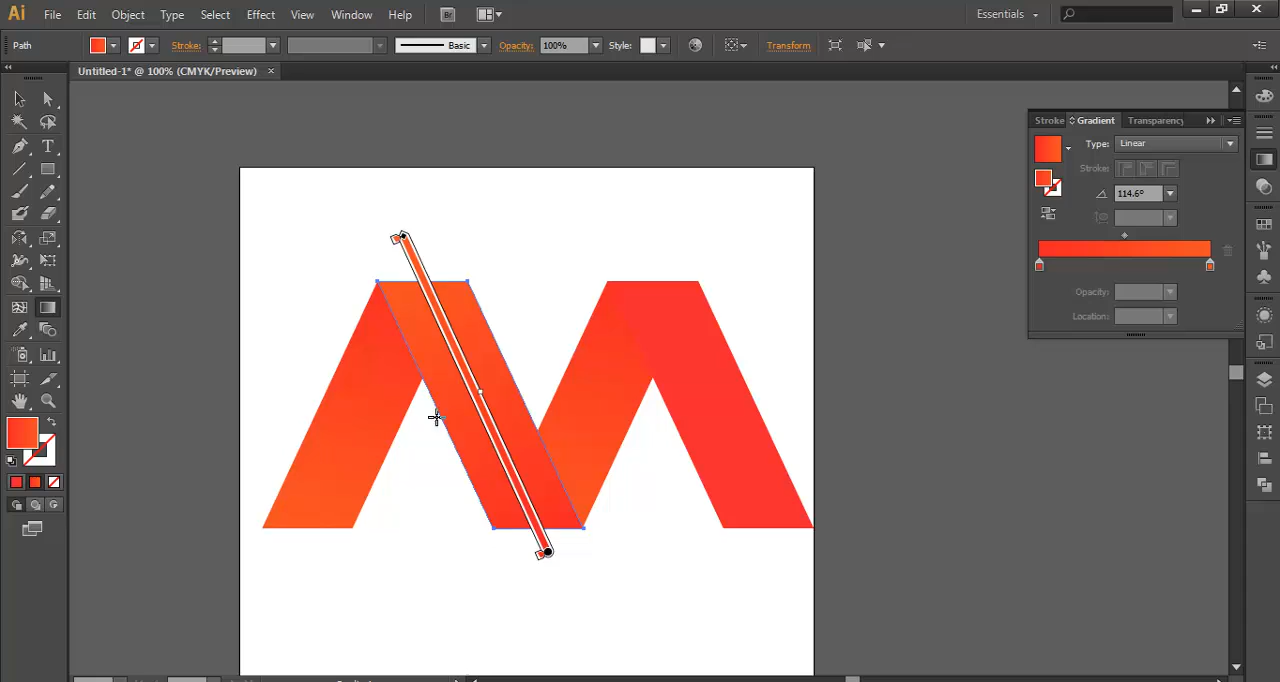 Ai File Edit Object Type Select Effect View Window Help Br Essentials
Path Stroke: Basic Opacity: 100% Style: Transform
Untitled-1* @ 100% (CMYK/Preview) ×
Stroke Gradient Transparency
Type: Linear
Stroke:
114.6°
Opacity:
Location:
T